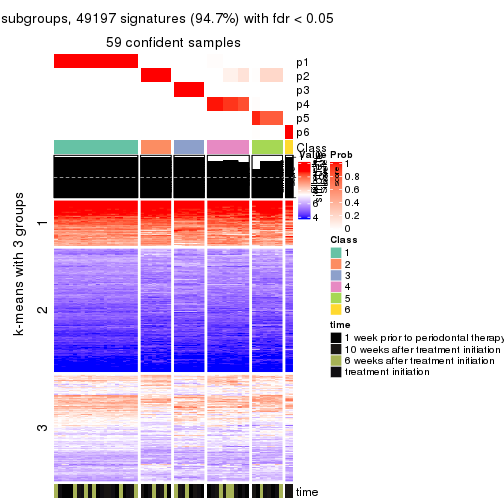 subgroups, 49197 signatures (94.7%) with fdr < 0.05
59 confident samples
p1
p2
p3
p4
p5
p6
Class
k-means with 3 groups
1
2
3
time
Value
6
4
Prob
1
0.8
0.6
0.4
0.2
0
Class
1
2
3
4
5
6
time
1 week prior to periodontal therapy
10 weeks after treatment initiation
6 weeks after treatment initiation
treatment initiation